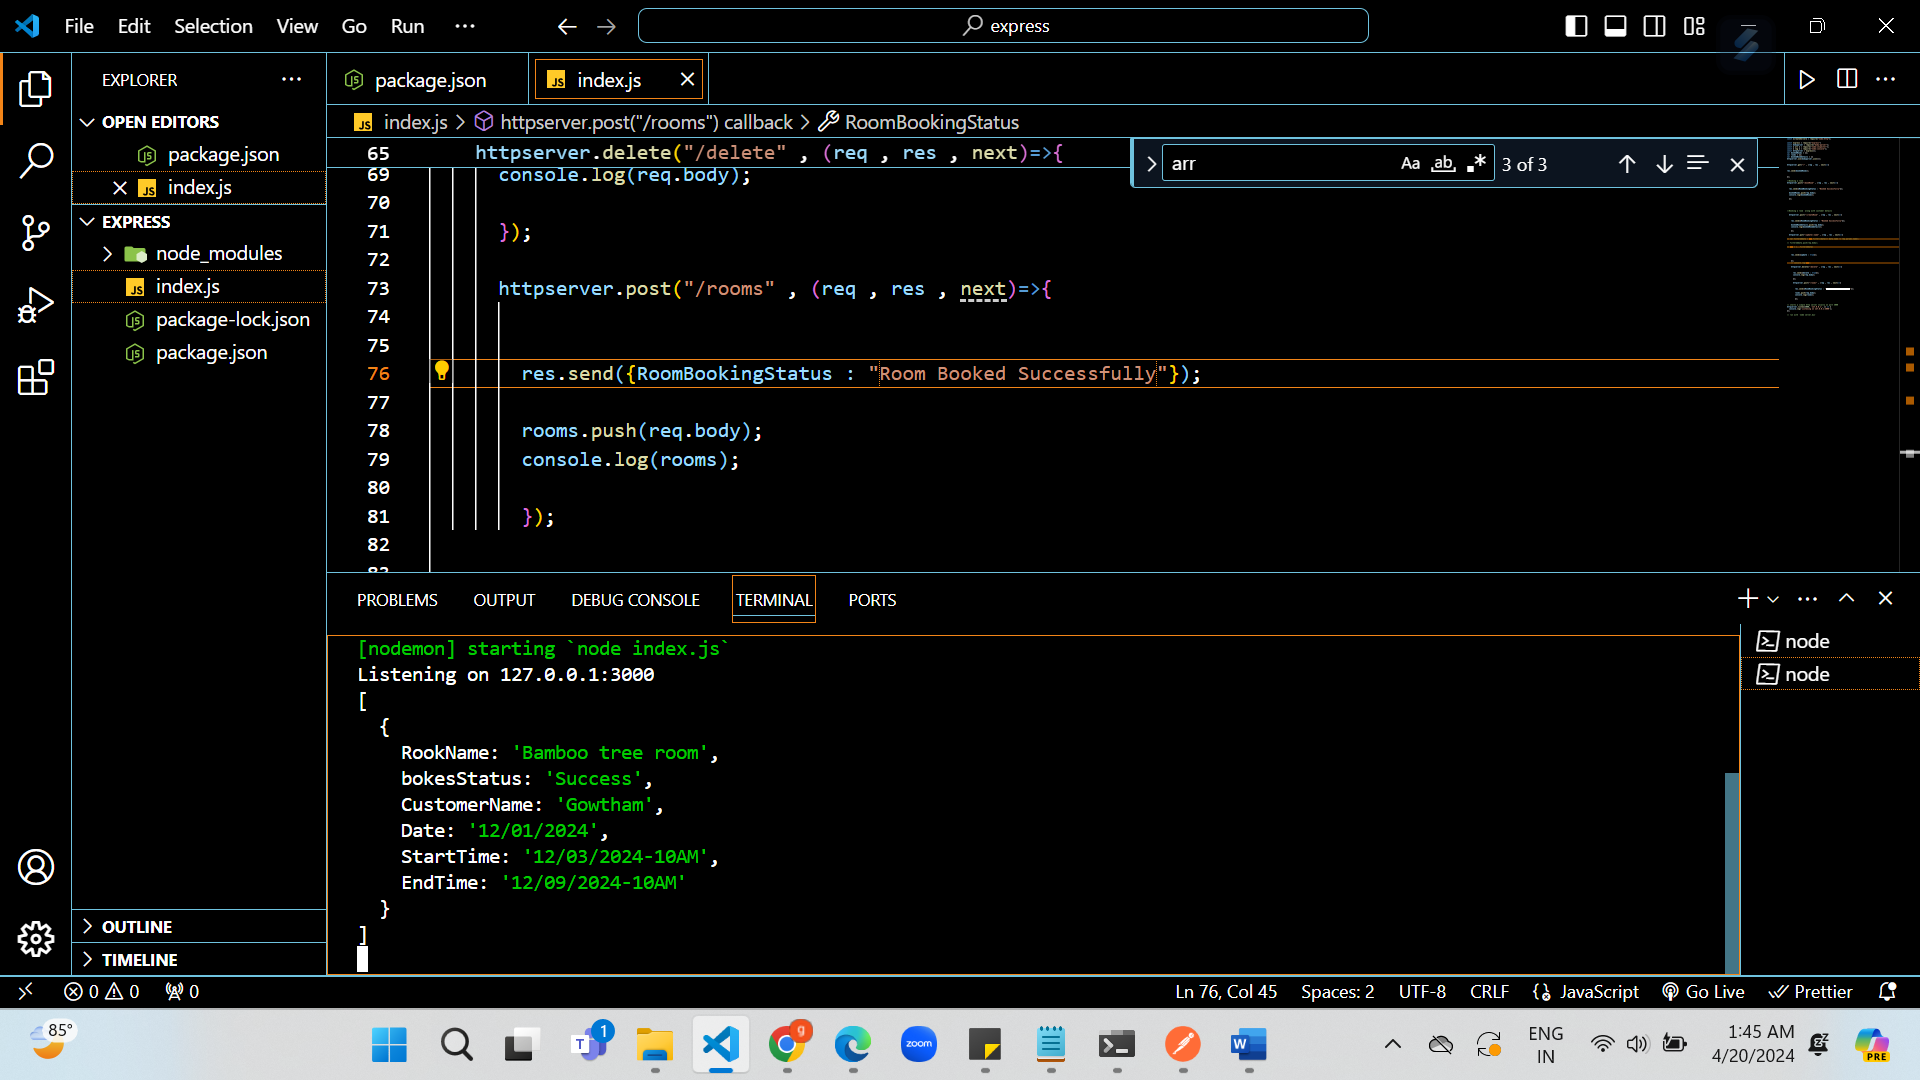 File Edit Selection View Go Run ··· express
EXPLORER ···
OPEN EDITORS
package.json
index.js
EXPRESS
node_modules
index.js
package-lock.json
package.json
OUTLINE
TIMELINE
package.json index.js
index.js > httpserver.post("/rooms") callback > RoomBookingStatus
arr Aa ab .* 3 of 3
65 httpserver.delete("/delete" , (req , res , next)=>{
69 console.log(req.body);
70
71 });
72
73 httpserver.post("/rooms" , (req , res , next)=>{
74
75
76 res.send({RoomBookingStatus : "Room Booked Successfully"});
77
78 rooms.push(req.body);
79 console.log(rooms);
80
81 });
82
PROBLEMS OUTPUT DEBUG CONSOLE TERMINAL PORTS
[nodemon] starting `node index.js`
Listening on 127.0.0.1:3000
[
{
RookName: 'Bamboo tree room',
bokesStatus: 'Success',
CustomerName: 'Gowtham',
Date: '12/01/2024',
StartTime: '12/03/2024-10AM',
EndTime: '12/09/2024-10AM'
}
]
node
node
0 0 0 Ln 76, Col 45 Spaces: 2 UTF-8 CRLF JavaScript Go Live Prettier
85° T 1 g zoom W ENG
IN
1:45 AM
4/20/2024
PRE